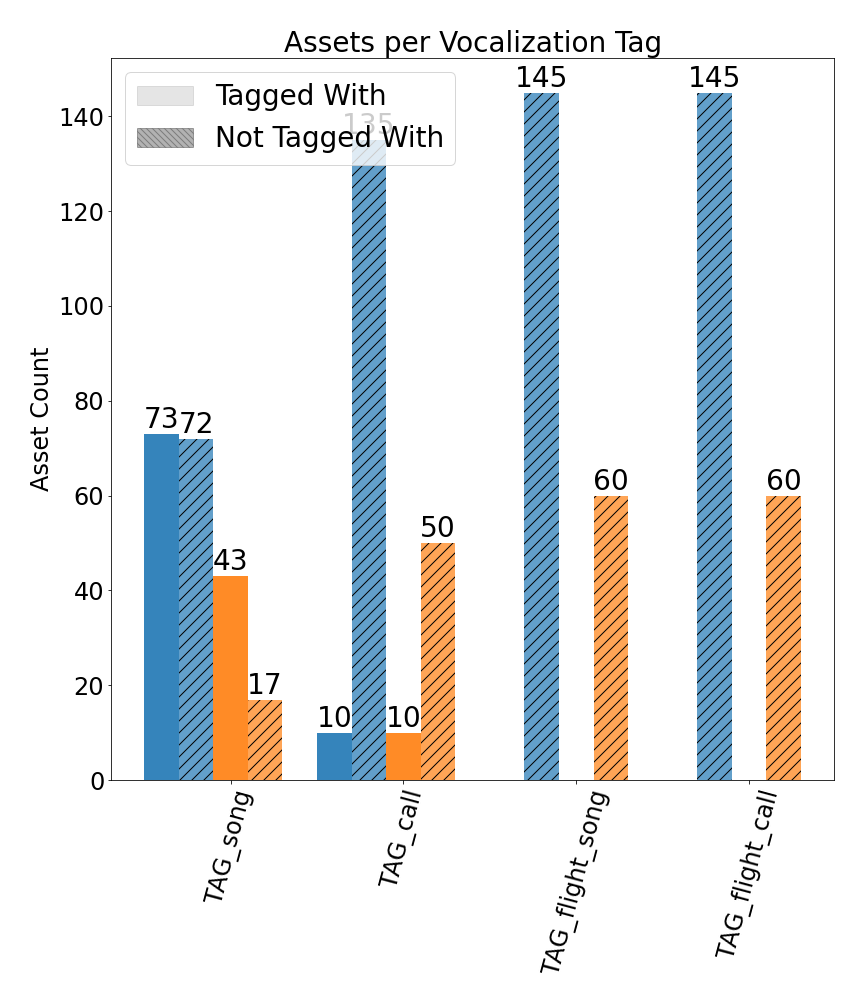 Assets per Vocalization Tag
Tagged With
Not Tagged With
Asset Count
140
120
100
80
60
40
20
0
73
72
43
17
10
135
10
50
145
60
145
60
TAG_song
TAG_call
TAG_flight_song
TAG_flight_call